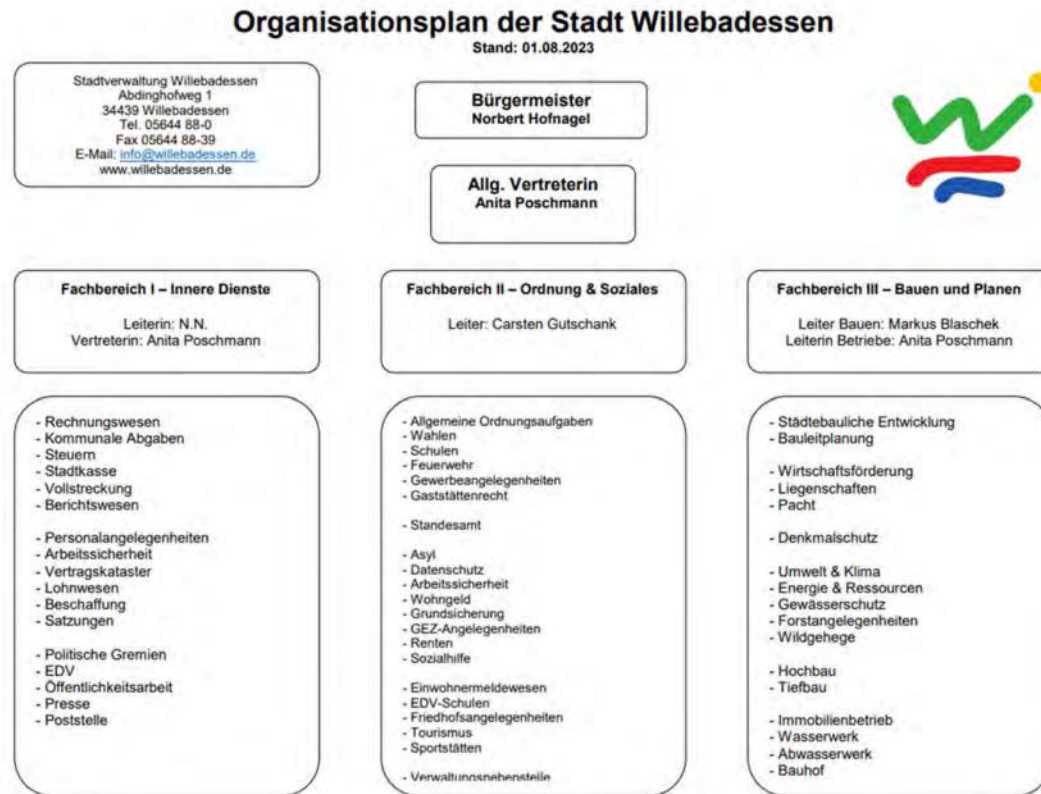 Organisationsplan der Stadt Willebadessen
Stand: 01.08.2023
Stadtverwaltung Willebadessen
Abdinghofweg 1
34439 Willebadessen
Tel. 05644 88-0
Fax 05644 88-39
E-Mail: info@willebadessen.de
www.willebadessen.de
Bürgermeister
Norbert Hofnagel
Allg. Vertreterin
Anita Poschmann
Fachbereich I – Innere Dienste
Leiterin: N.N.
Vertreterin: Anita Poschmann
Fachbereich II – Ordnung & Soziales
Leiter: Carsten Gutschank
Fachbereich III – Bauen und Planen
Leiter Bauen: Markus Blaschek
Leiterin Betriebe: Anita Poschmann
- Rechnungswesen
- Kommunale Abgaben
- Steuern
- Stadtkasse
- Vollstreckung
- Berichtswesen
- Personalangelegenheiten
- Arbeitssicherheit
- Vertragskataster
- Lohnwesen
- Beschaffung
- Satzungen
- Politische Gremien
- EDV
- Öffentlichkeitsarbeit
- Presse
- Poststelle
- Allgemeine Ordnungsaufgaben
- Wahlen
- Schulen
- Feuerwehr
- Gewerbeangelegenheiten
- Gaststättenrecht
- Standesamt
- Asyl
- Datenschutz
- Arbeitssicherheit
- Wohngeld
- Grundsicherung
- GEZ-Angelegenheiten
- Renten
- Sozialhilfe
- Einwohnermeldewesen
- EDV-Schulen
- Friedhofsangelegenheiten
- Tourismus
- Sportstätten
- Verwaltungsnebenstelle
- Städtebauliche Entwicklung
- Bauleitplanung
- Wirtschaftsförderung
- Liegenschaften
- Pacht
- Denkmalschutz
- Umwelt & Klima
- Energie & Ressourcen
- Gewässerschutz
- Forstangelegenheiten
- Wildgehege
- Hochbau
- Tiefbau
- Immobilienbetrieb
- Wasserwerk
- Abwasserwerk
- Bauhof